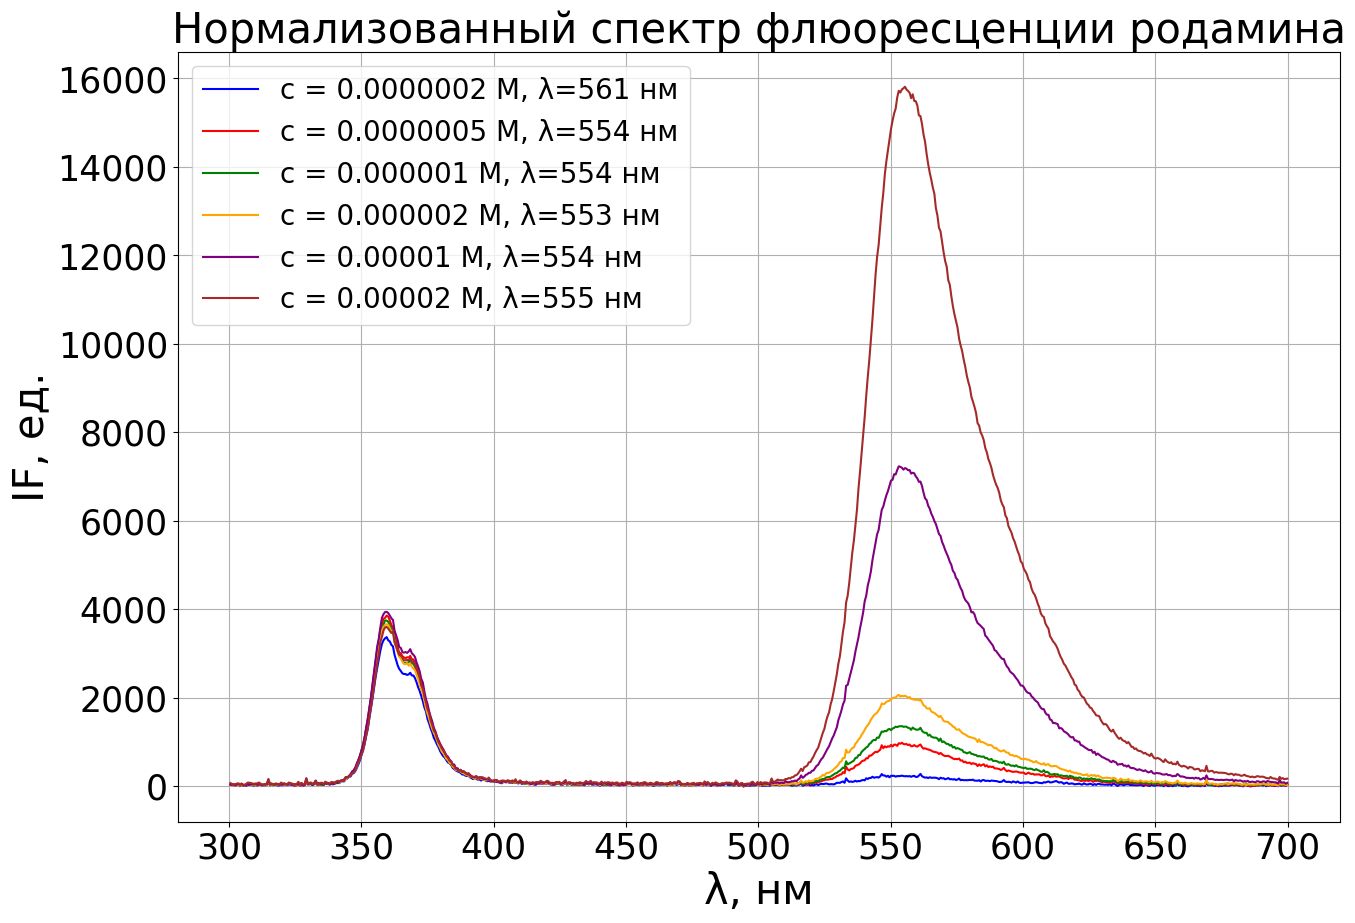 Нормализованный спектр флюоресценции родамина
16000
14000
12000
10000
8000
6000
4000
2000
0
IF, ед.
c = 0.0000002 M, λ=561 нм
c = 0.0000005 M, λ=554 нм
c = 0.000001 M, λ=554 нм
c = 0.000002 M, λ=553 нм
c = 0.00001 M, λ=554 нм
c = 0.00002 M, λ=555 нм
300 350 400 450 500 550 600 650 700
λ, нм